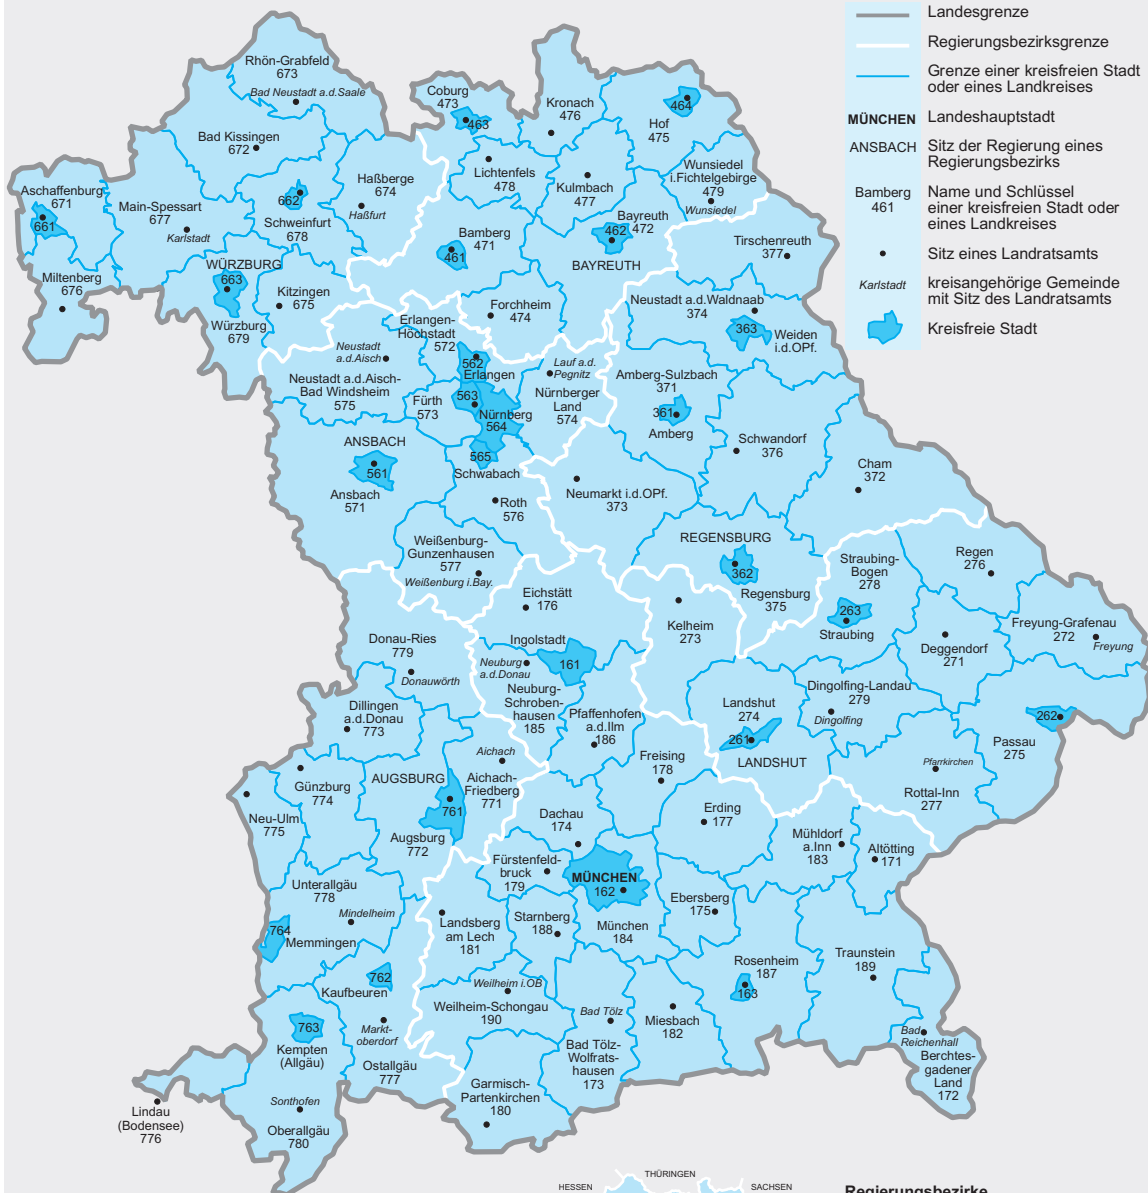 Landesgrenze
Regierungsbezirksgrenze
Grenze einer kreisfreien Stadt
oder eines Landkreises
MÜNCHEN
Landeshauptstadt
ANSBACH
Sitz der Regierung eines
Regierungsbezirks
Bamberg
461
Name und Schlüssel
einer kreisfreien Stadt oder
eines Landkreises
Sitz eines Landratsamts
Karlstadt
kreisangehörige Gemeinde
mit Sitz des Landratsamts
Kreisfreie Stadt
Rhön-Grabfeld
673
Bad Neustadt a.d.Saale
Bad Kissingen
672
Coburg
473
463
Kronach
476
464
Hof
475
Lichtenfels
478
Kulmbach
477
Wunsiedel
i.Fichtelgebirge
479
Wunsiedel
Aschaffenburg
671
661
Main-Spessart
677
Karlstadt
662
Schweinfurt
678
Haßberge
674
Haßfurt
Bamberg
471
461
Bayreuth
472
462
BAYREUTH
Tirschenreuth
377
Miltenberg
676
WÜRZBURG
663
Würzburg
679
Kitzingen
675
Forchheim
474
Neustadt a.d.Waldnaab
374
363
Weiden
i.d.OPf.
Erlangen-
Höchstadt
572
562
Erlangen
Neustadt
a.d.Aisch
Neustadt a.d.Aisch-
Bad Windsheim
575
Fürth
573
563
Nürnberg
564
Lauf a.d.
Pegnitz
Nürnberger
Land
574
Amberg-Sulzbach
371
361
Amberg
Schwandorf
376
Cham
372
ANSBACH
561
Ansbach
571
565
Schwabach
Roth
576
Neumarkt i.d.OPf.
373
Weißenburg-
Gunzenhausen
577
Weißenburg i.Bay.
REGENSBURG
362
Regensburg
375
Straubing-
Bogen
278
263
Straubing
Regen
276
Freyung-Grafenau
272
Freyung
Deggendorf
271
Eichstätt
176
Ingolstadt
161
Kelheim
273
Donau-Ries
779
Donauwörth
Neuburg
a.d.Donau
Neuburg-
Schroben-
hausen
185
Pfaffenhofen
a.d.Ilm
186
Landshut
274
261
LANDSHUT
Dingolfing-Landau
279
Dingolfing
262
Passau
275
Pfarrkirchen
Rottal-Inn
277
Dillingen
a.d.Donau
773
Günzburg
774
Neu-Ulm
775
AUGSBURG
761
Augsburg
772
Aichach
Aichach-
Friedberg
771
Freising
178
Dachau
174
Erding
177
Mühldorf
a.Inn
183
Altötting
171
Fürstenfeld-
bruck
179
MÜNCHEN
162
München
184
Ebersberg
175
Unterallgäu
778
Mindelheim
764
Memmingen
Landsberg
am Lech
181
Starnberg
188
Rosenheim
187
163
Traunstein
189
762
Kaufbeuren
Weilheim i.OB
Weilheim-Schongau
190
Bad Tölz
Bad Tölz-
Wolfrats-
hausen
173
Miesbach
182
Bad
Reichenhall
Berchtes-
gadener
Land
172
763
Kempten
(Allgäu)
Markt-
oberdorf
Ostallgäu
777
Garmisch-
Partenkirchen
180
Lindau
(Bodensee)
776
Sonthofen
Oberallgäu
780
THÜRINGEN
HESSEN
SACHSEN
Regierungsbezirke